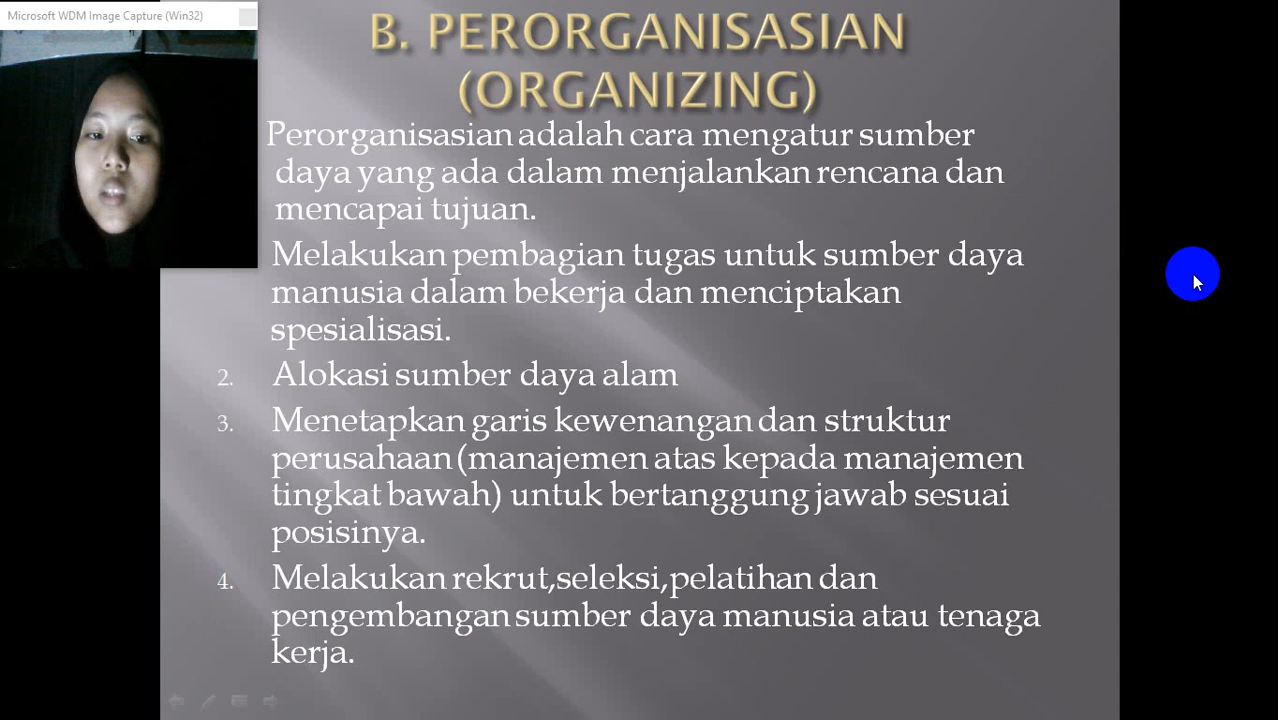 Microsoft WDM Image Capture (Win32)
B. PERORGANISASIAN
(ORGANIZING)
Perorganisasian adalah cara mengatur sumber
daya yang ada dalam menjalankan rencana dan
mencapai tujuan.
Melakukan pembagian tugas untuk sumber daya
manusia dalam bekerja dan menciptakan
spesialisasi.
2. Alokasi sumber daya alam
3. Menetapkan garis kewenangan dan struktur
perusahaan (manajemen atas kepada manajemen
tingkat bawah) untuk bertanggung jawab sesuai
posisinya.
4. Melakukan rekrut,seleksi,pelatihan dan
pengembangan sumber daya manusia atau tenaga
kerja.